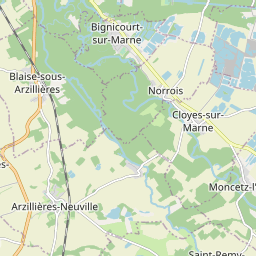 Bignicourt-
sur-Marne
Blaise-sous-
Arzillières
Norrois
Cloyes-sur-
Marne
Moncetz-l'
Arzillières-Neuville
Saint-Remy-